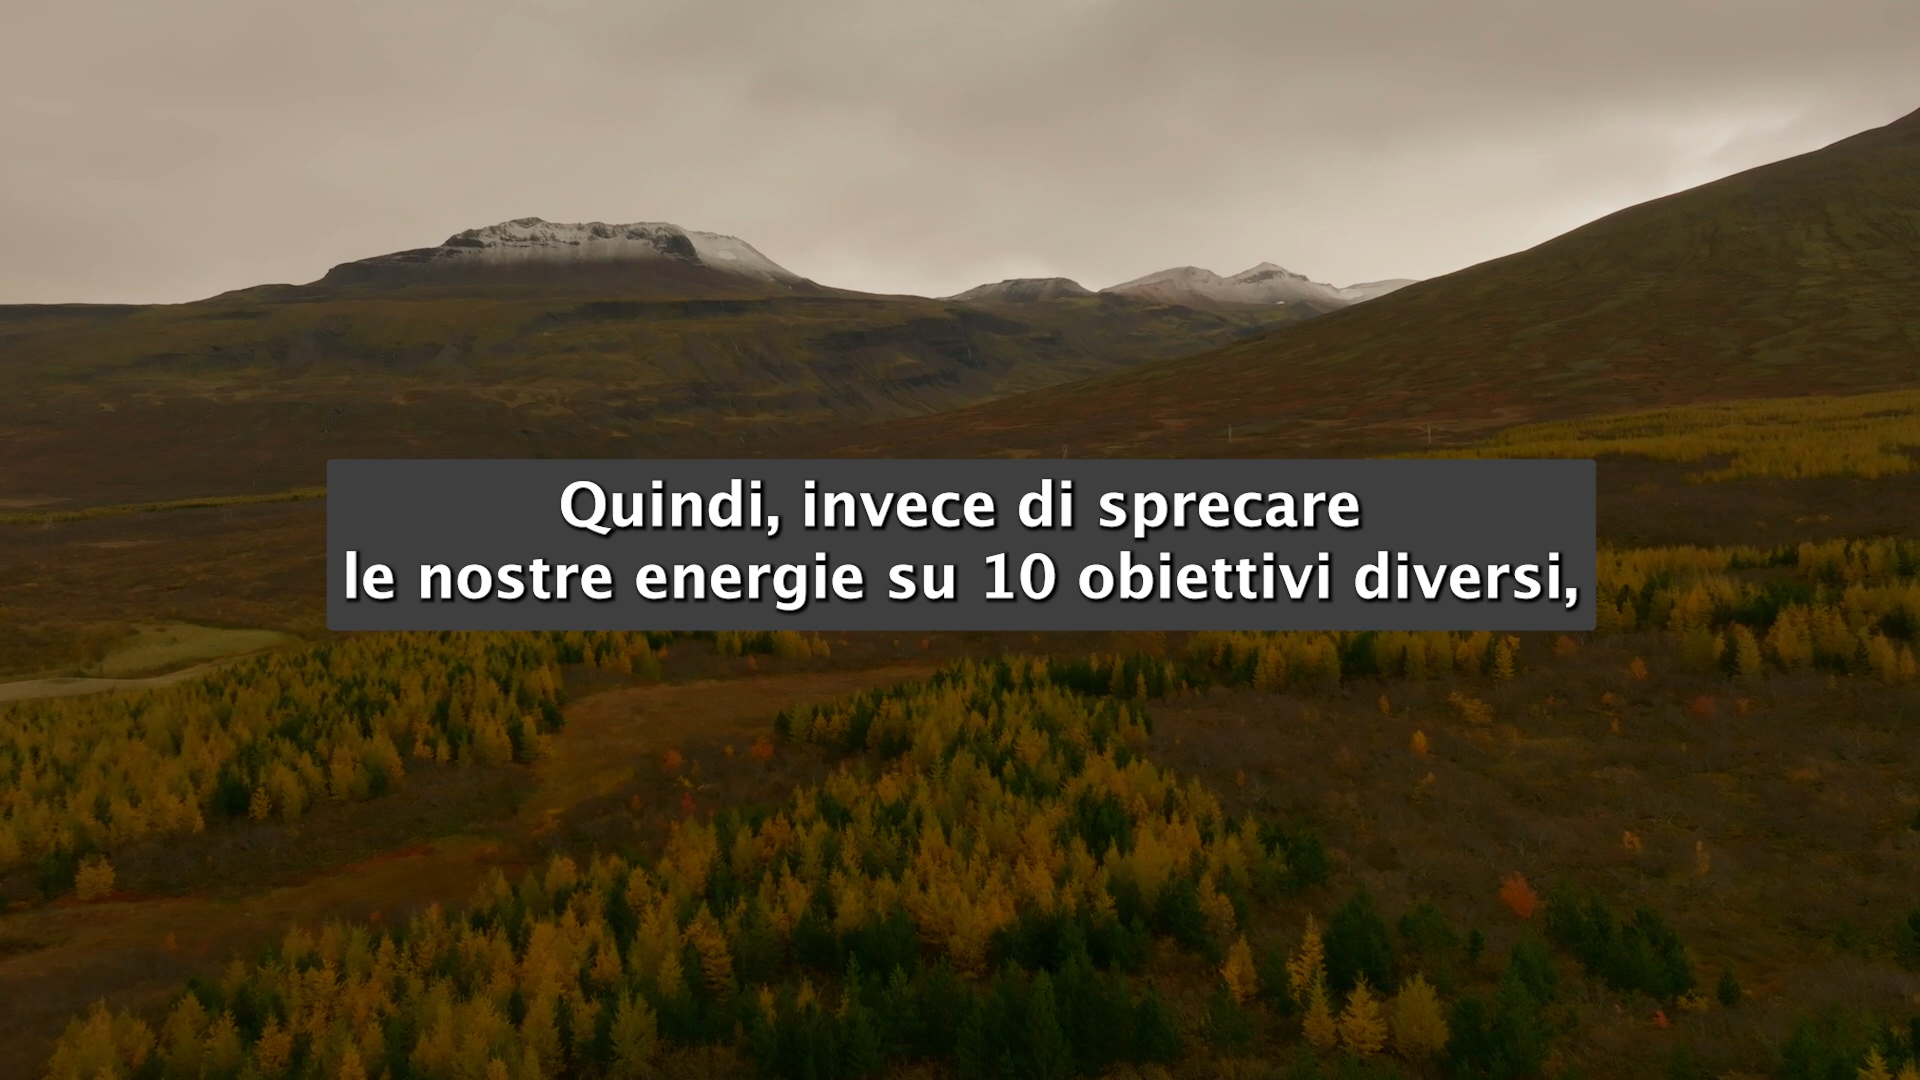 Quindi, invece di sprecare
le nostre energie su 10 obiettivi diversi,